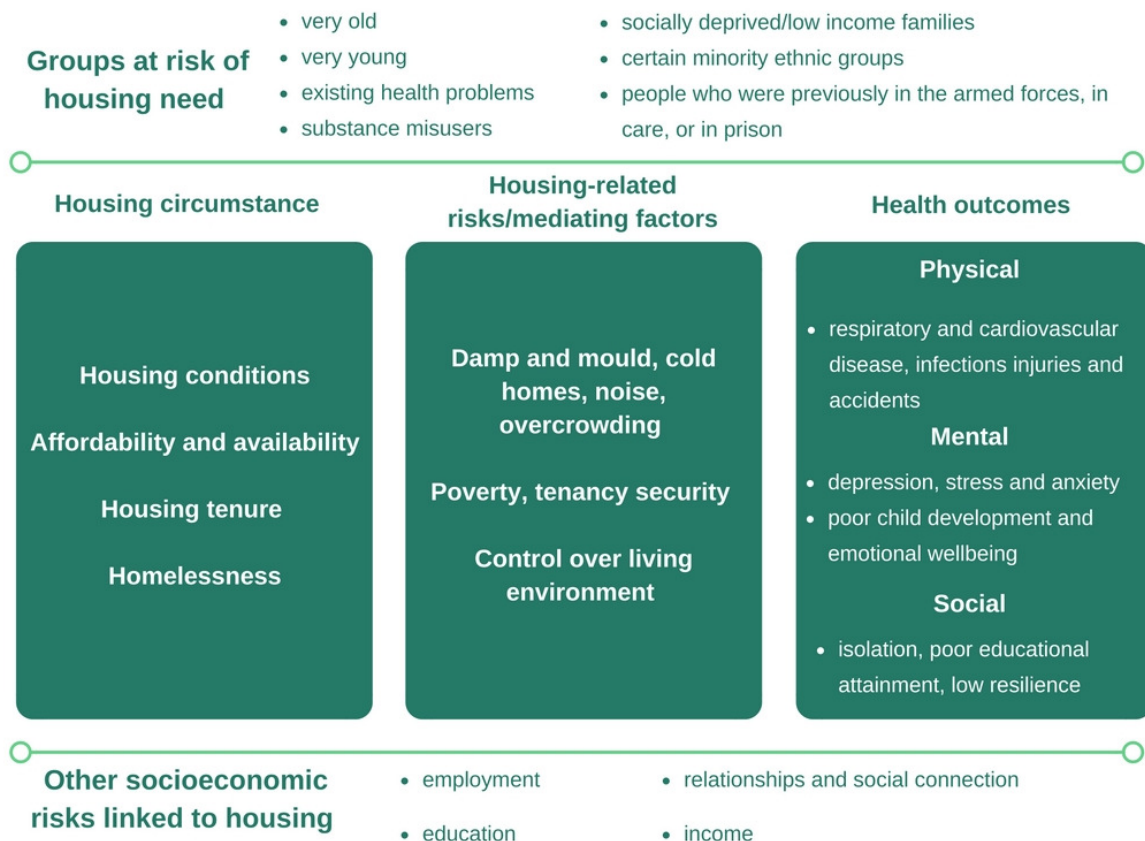 Groups at risk of
housing need
• very old
• very young
• existing health problems
• substance misusers
• socially deprived/low income families
• certain minority ethnic groups
• people who were previously in the armed forces, in
care, or in prison
Housing circumstance
Housing conditions
Affordability and availability
Housing tenure
Homelessness
Housing-related
risks/mediating factors
Damp and mould, cold
homes, noise,
overcrowding
Poverty, tenancy security
Control over living
environment
Health outcomes
Physical
• respiratory and cardiovascular
disease, infections injuries and
accidents
Mental
• depression, stress and anxiety
• poor child development and
emotional wellbeing
Social
• isolation, poor educational
attainment, low resilience
Other socioeconomic
risks linked to housing
• employment
• education
• relationships and social connection
• income